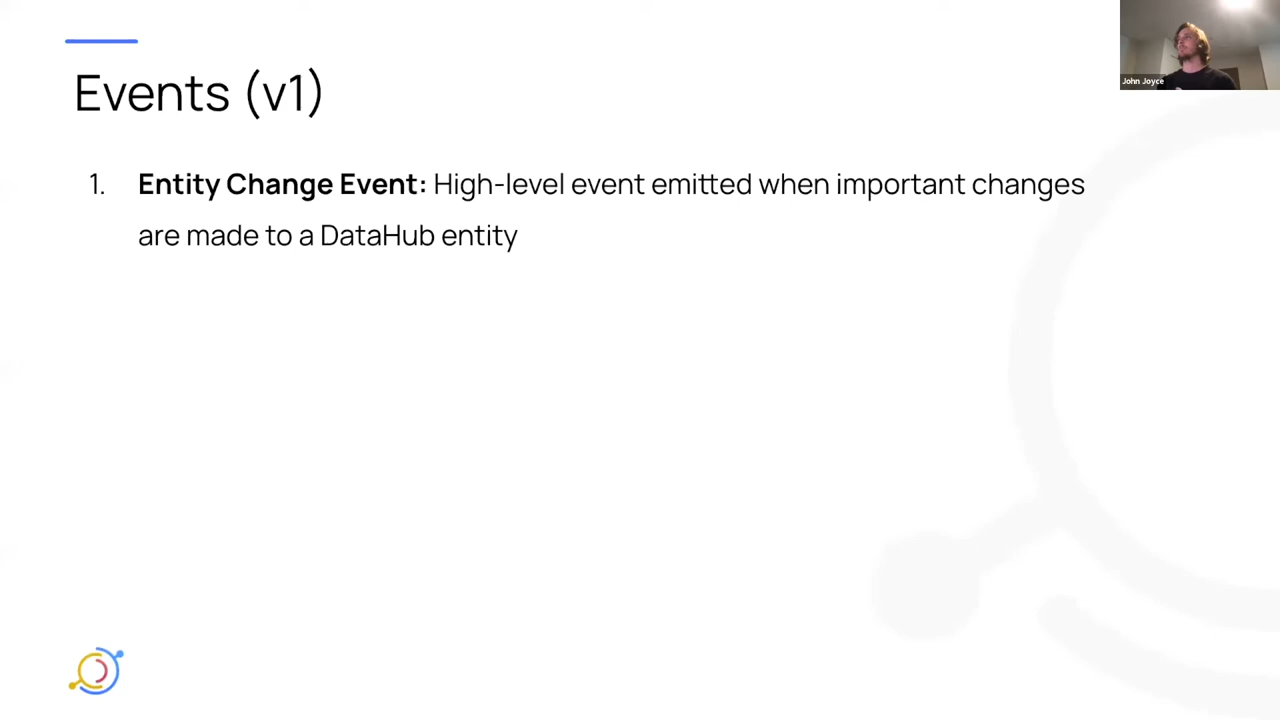 John Joyce
Events (v1)
1. Entity Change Event: High-level event emitted when important changes
are made to a DataHub entity